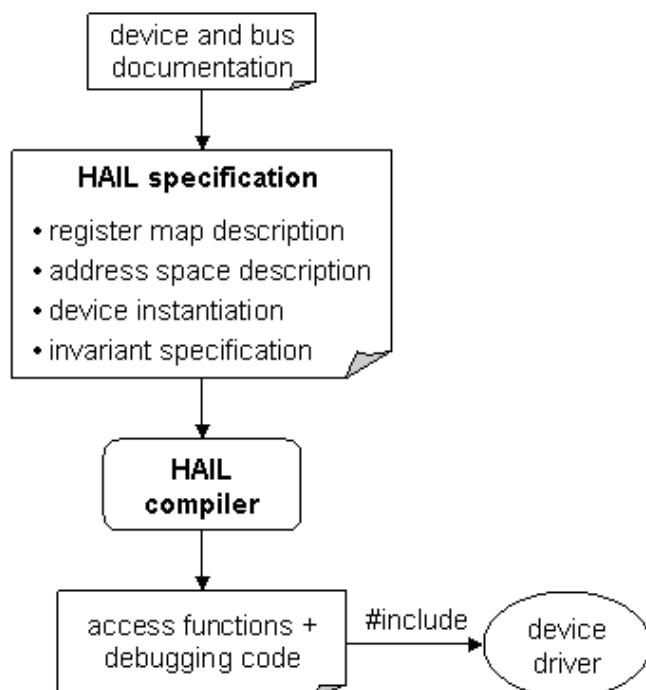 device and bus
documentation
HAIL specification
• register map description
• address space description
• device instantiation
• invariant specification
HAIL
compiler
access functions +
debugging code
#include
device
driver